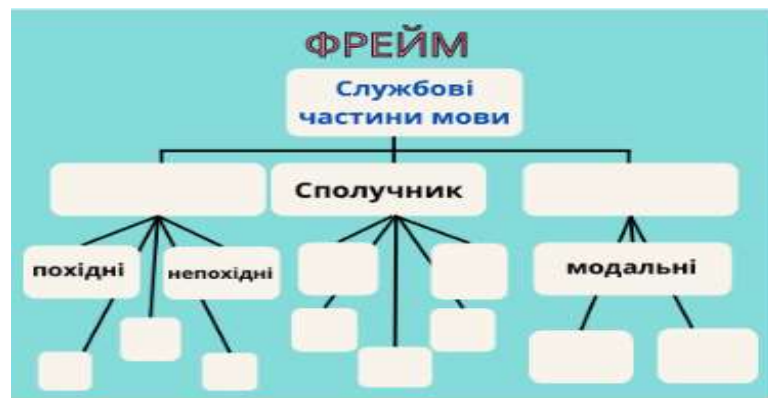 ФРЕЙМ
Службові
частини мови
Сполучник
похідні
непохідні
модальні